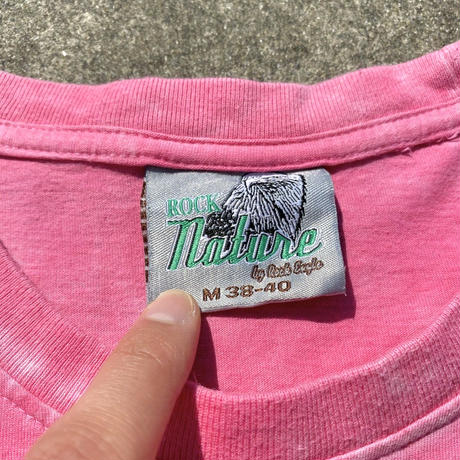 ROCK
Nature
by Rock Eagle
M 38-40